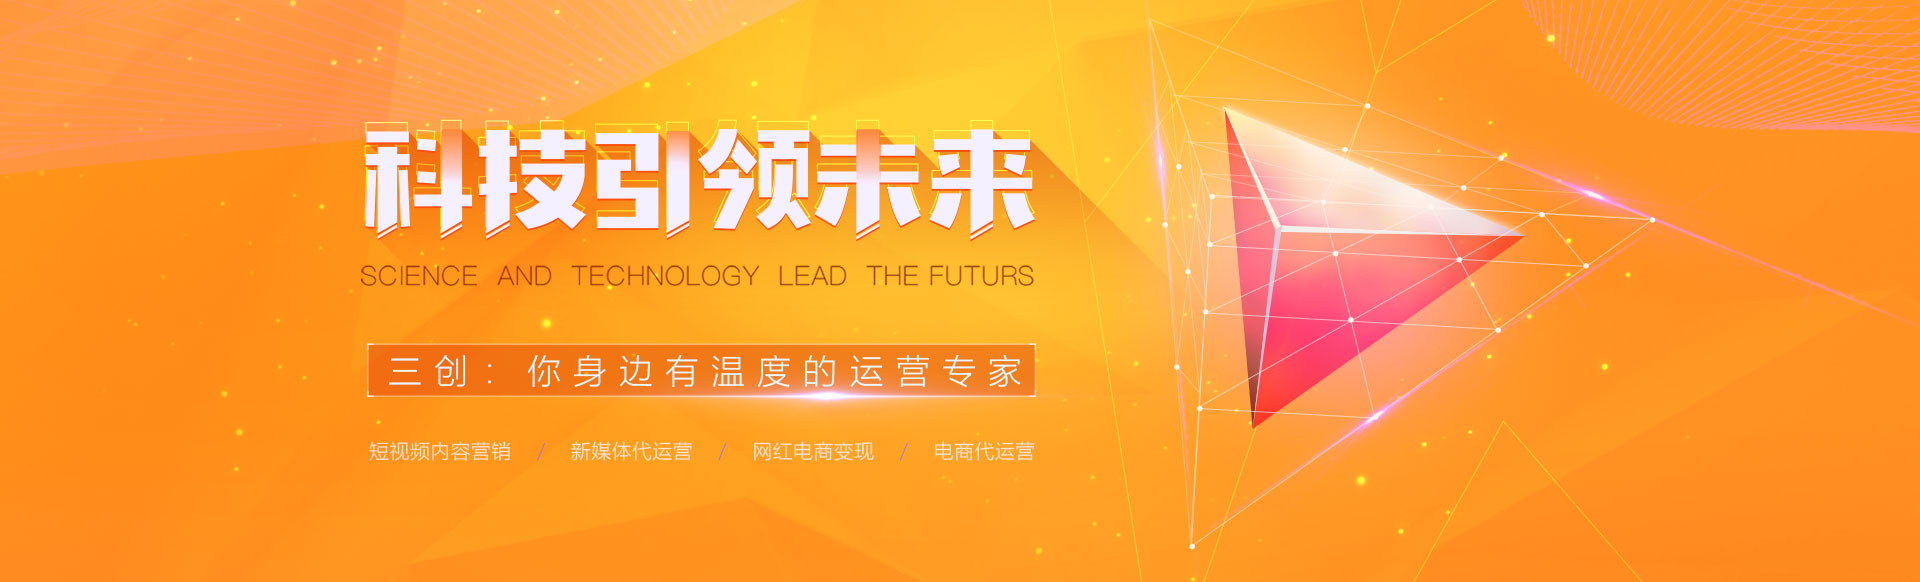 科技引领未来
SCIENCE AND TECHNOLOGY LEAD THE FUTURS
三创：你身边有温度的运营专家
短视频内容营销 / 新媒体代运营 / 网红电商变现 / 电商代运营